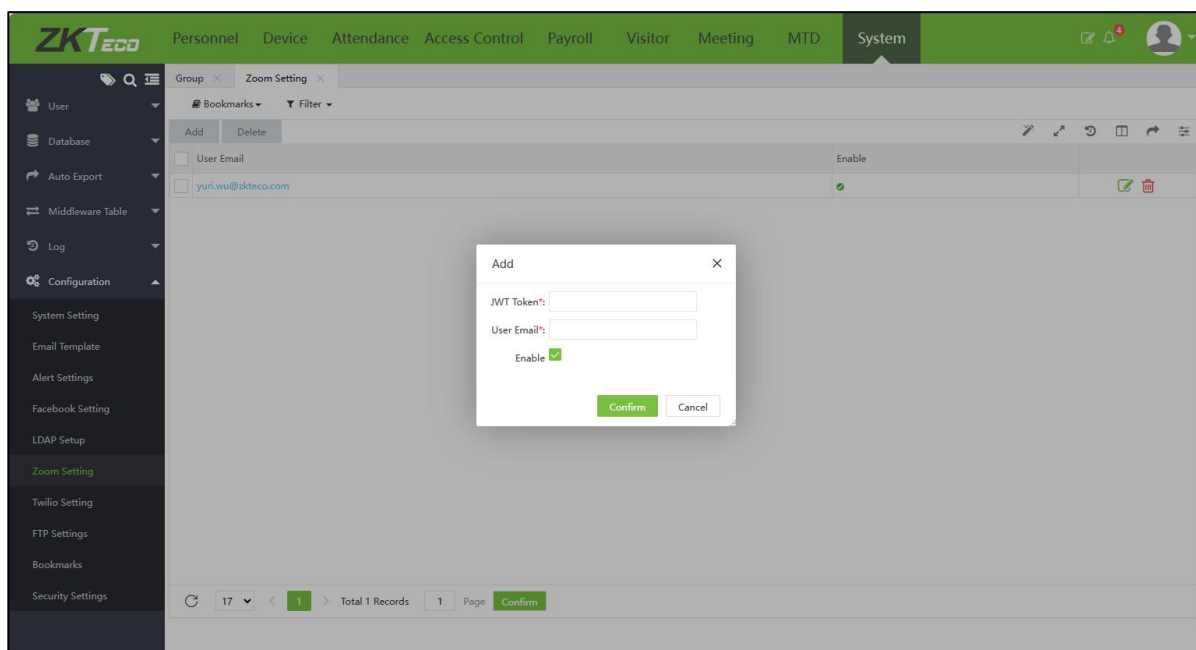 ZKTECO Personnel Device Attendance Access Control Payroll Visitor Meeting MTD System 4
Group Zoom Setting
User
Bookmarks Filter
Database
Add Delete
User Email Enable
Auto Export
yuri.wu@zkteco.com
Middleware Table
Log
Configuration
System Setting
Email Template
Alert Settings
Facebook Setting
LDAP Setup
Zoom Setting
Twilio Setting
FTP Settings
Bookmarks
Security Settings
Add
JWT Token*:
User Email*:
Enable
Confirm Cancel
17 < 1 > Total 1 Records 1 Page Confirm